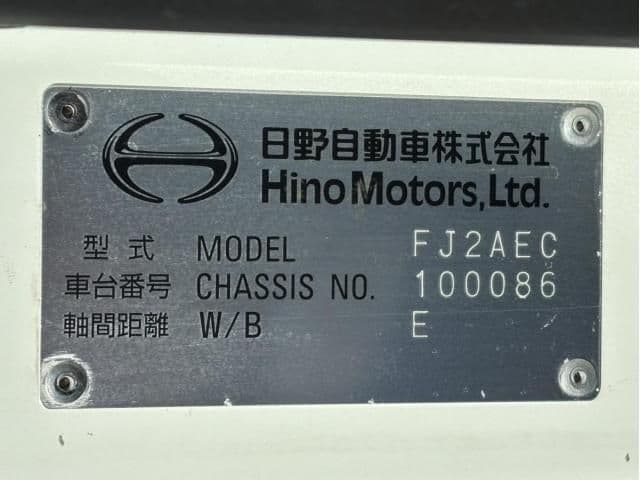 日野自動車株式会社
Hino Motors, Ltd.
型式 MODEL FJ2AEC
車台番号 CHASSIS NO. 100086
軸間距離 W/B E